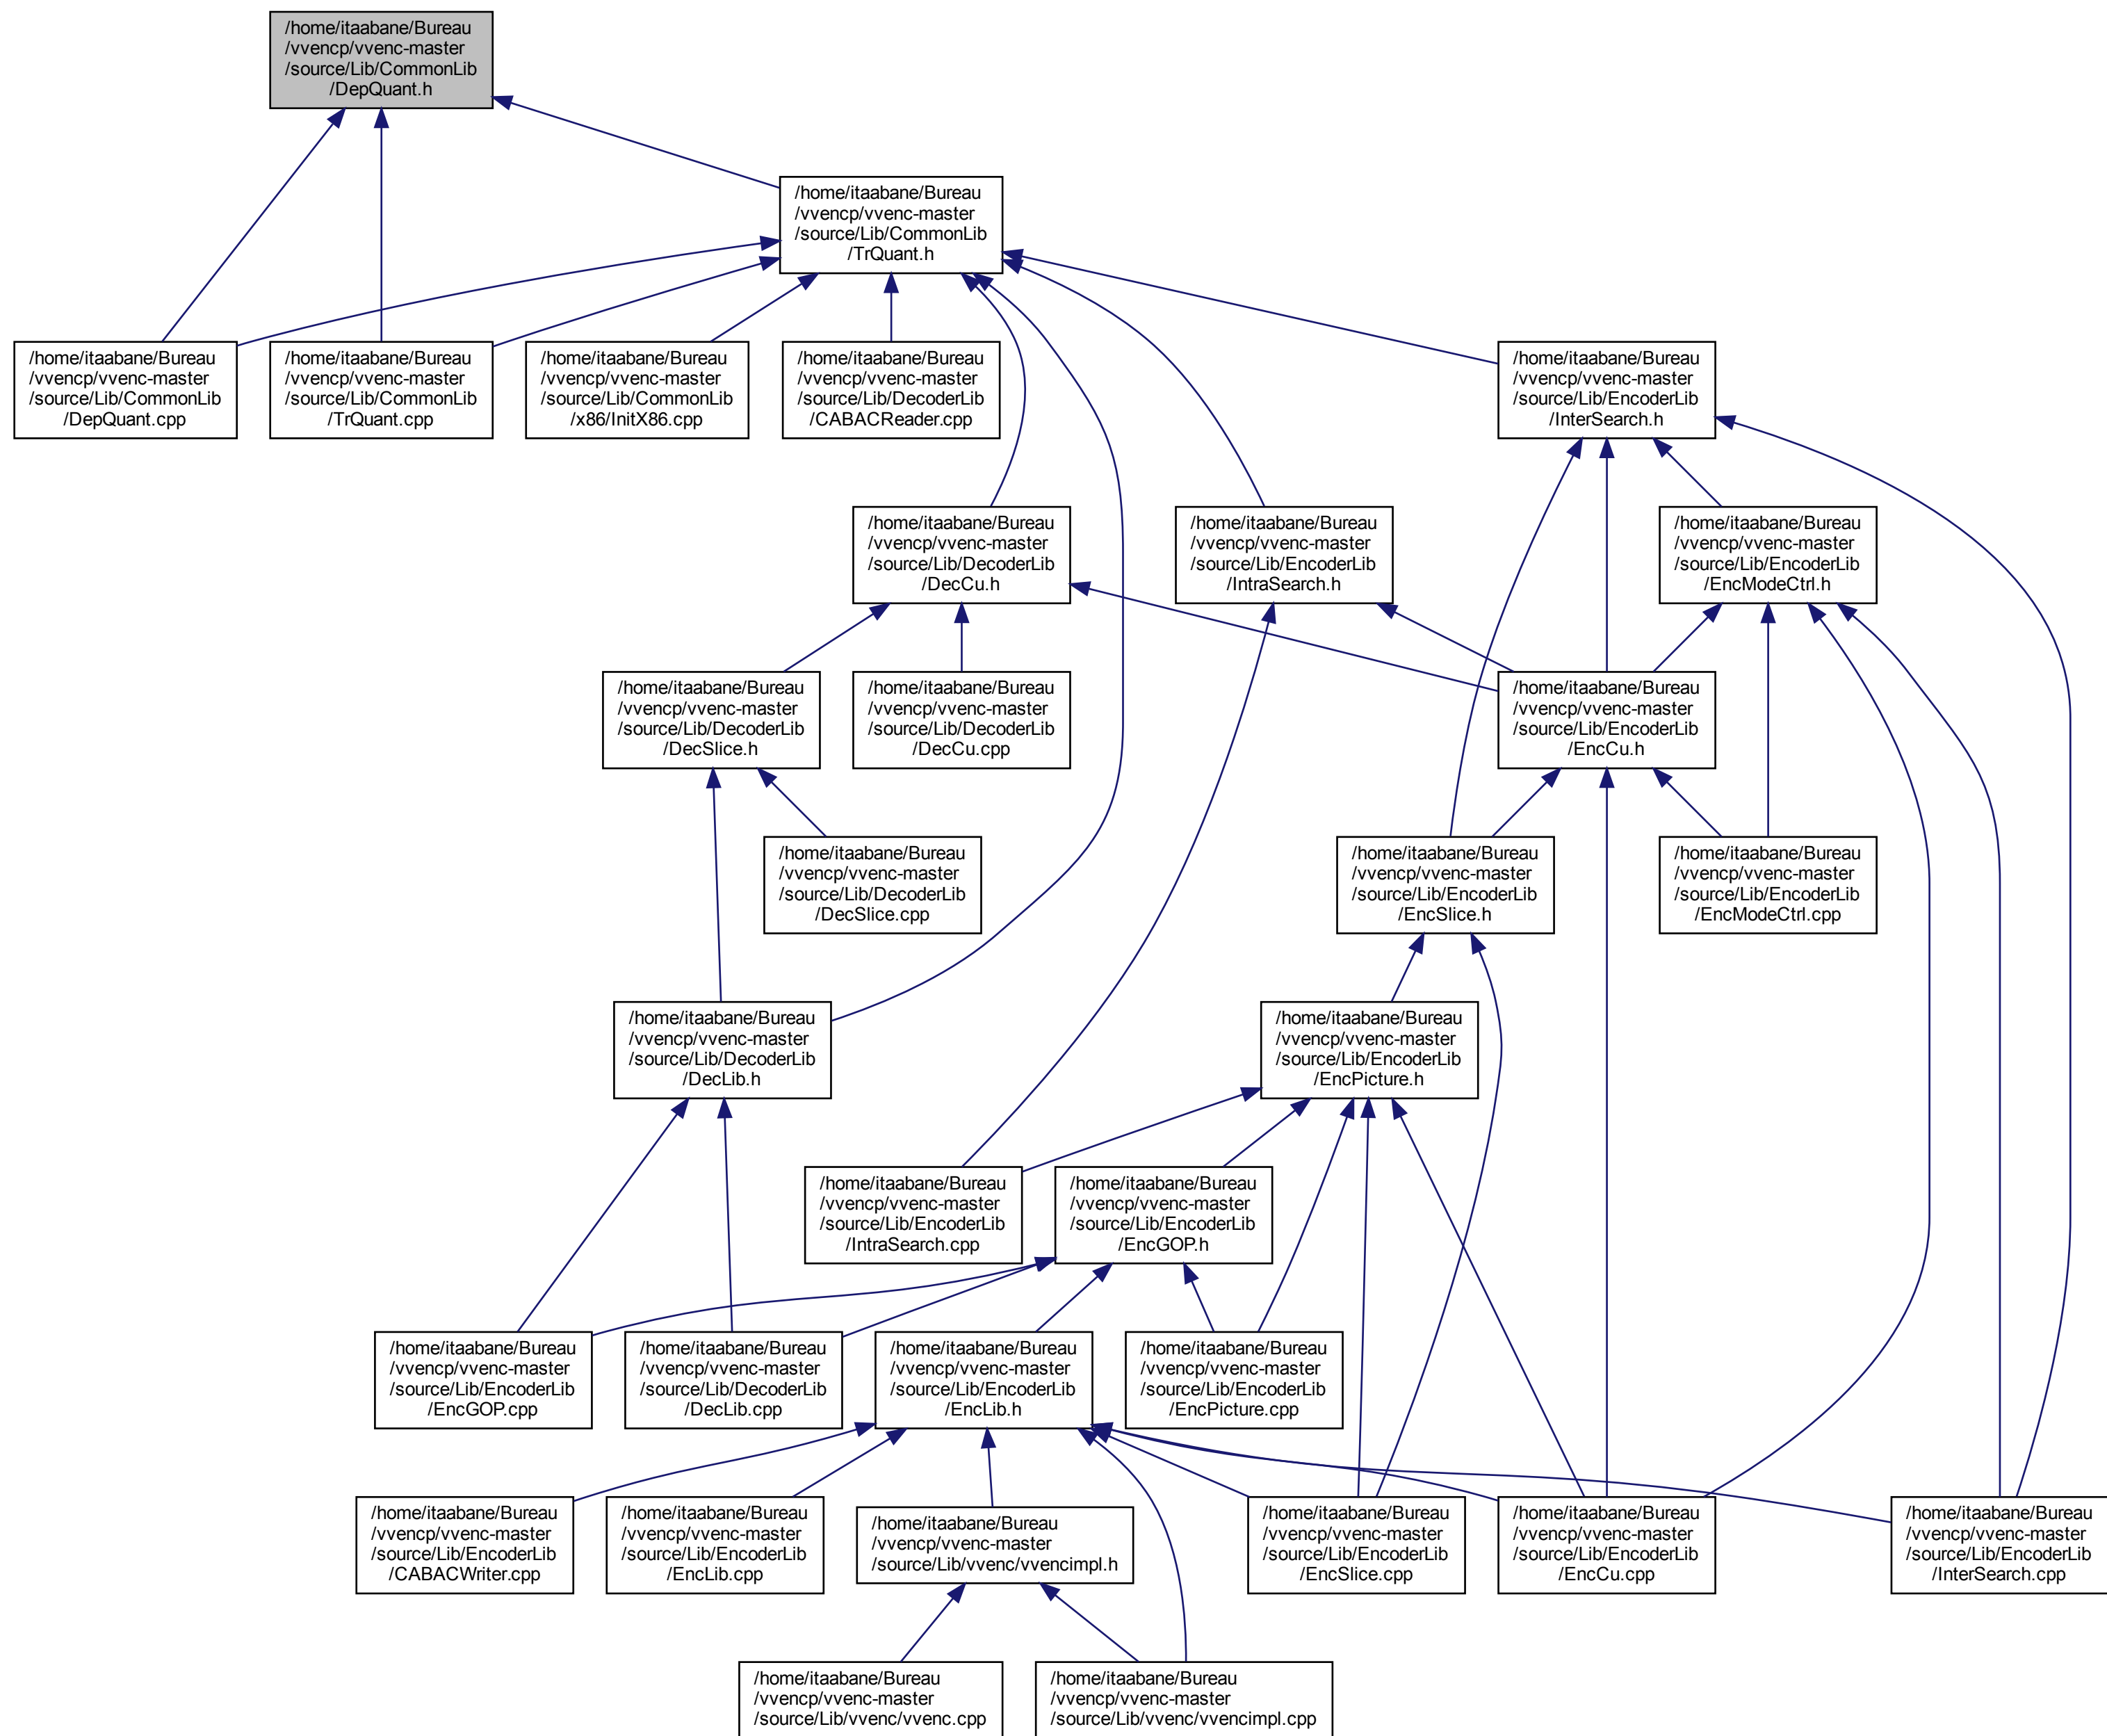 /home/itaabane/Bureau
/vvencp/vvenc-master
/source/Lib/CommonLib
/DepQuant.h
/home/itaabane/Bureau
/vvencp/vvenc-master
/source/Lib/CommonLib
/TrQuant.h
/home/itaabane/Bureau
/vvencp/vvenc-master
/source/Lib/CommonLib
/DepQuant.cpp
/home/itaabane/Bureau
/vvencp/vvenc-master
/source/Lib/CommonLib
/TrQuant.cpp
/home/itaabane/Bureau
/vvencp/vvenc-master
/source/Lib/CommonLib
/x86/InitX86.cpp
/home/itaabane/Bureau
/vvencp/vvenc-master
/source/Lib/DecoderLib
/CABACReader.cpp
/home/itaabane/Bureau
/vvencp/vvenc-master
/source/Lib/EncoderLib
/InterSearch.h
/home/itaabane/Bureau
/vvencp/vvenc-master
/source/Lib/DecoderLib
/DecCu.h
/home/itaabane/Bureau
/vvencp/vvenc-master
/source/Lib/EncoderLib
/IntraSearch.h
/home/itaabane/Bureau
/vvencp/vvenc-master
/source/Lib/EncoderLib
/EncModeCtrl.h
/home/itaabane/Bureau
/vvencp/vvenc-master
/source/Lib/DecoderLib
/DecSlice.h
/home/itaabane/Bureau
/vvencp/vvenc-master
/source/Lib/DecoderLib
/DecCu.cpp
/home/itaabane/Bureau
/vvencp/vvenc-master
/source/Lib/EncoderLib
/EncCu.h
/home/itaabane/Bureau
/vvencp/vvenc-master
/source/Lib/DecoderLib
/DecSlice.cpp
/home/itaabane/Bureau
/vvencp/vvenc-master
/source/Lib/EncoderLib
/EncSlice.h
/home/itaabane/Bureau
/vvencp/vvenc-master
/source/Lib/EncoderLib
/EncModeCtrl.cpp
/home/itaabane/Bureau
/vvencp/vvenc-master
/source/Lib/DecoderLib
/DecLib.h
/home/itaabane/Bureau
/vvencp/vvenc-master
/source/Lib/EncoderLib
/EncPicture.h
/home/itaabane/Bureau
/vvencp/vvenc-master
/source/Lib/EncoderLib
/IntraSearch.cpp
/home/itaabane/Bureau
/vvencp/vvenc-master
/source/Lib/EncoderLib
/EncGOP.h
/home/itaabane/Bureau
/vvencp/vvenc-master
/source/Lib/EncoderLib
/EncGOP.cpp
/home/itaabane/Bureau
/vvencp/vvenc-master
/source/Lib/DecoderLib
/DecLib.cpp
/home/itaabane/Bureau
/vvencp/vvenc-master
/source/Lib/EncoderLib
/EncLib.h
/home/itaabane/Bureau
/vvencp/vvenc-master
/source/Lib/EncoderLib
/EncPicture.cpp
/home/itaabane/Bureau
/vvencp/vvenc-master
/source/Lib/EncoderLib
/CABACWriter.cpp
/home/itaabane/Bureau
/vvencp/vvenc-master
/source/Lib/EncoderLib
/EncLib.cpp
/home/itaabane/Bureau
/vvencp/vvenc-master
/source/Lib/vvenc/vvencimpl.h
/home/itaabane/Bureau
/vvencp/vvenc-master
/source/Lib/EncoderLib
/EncSlice.cpp
/home/itaabane/Bureau
/vvencp/vvenc-master
/source/Lib/EncoderLib
/EncCu.cpp
/home/itaabane/Bureau
/vvencp/vvenc-master
/source/Lib/EncoderLib
/InterSearch.cpp
/home/itaabane/Bureau
/vvencp/vvenc-master
/source/Lib/vvenc/vvenc.cpp
/home/itaabane/Bureau
/vvencp/vvenc-master
/source/Lib/vvenc/vvencimpl.cpp